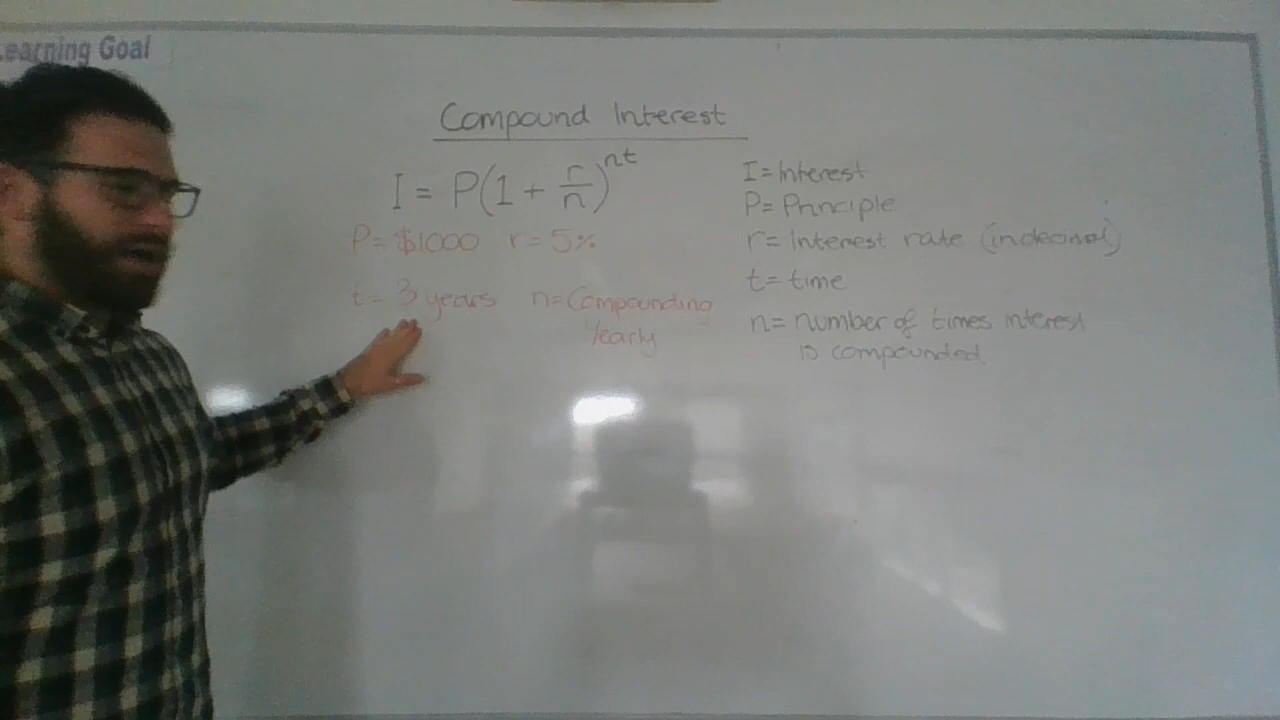 Learning Goal
Compound Interest
I = P(1 + r/n)^nt
P = $1000 r = 5%
t = 3 years n = Compounding
Yearly
I = Interest
P = Principle
r = Interest rate (in decimal)
t = time
n = number of times interest
is compounded